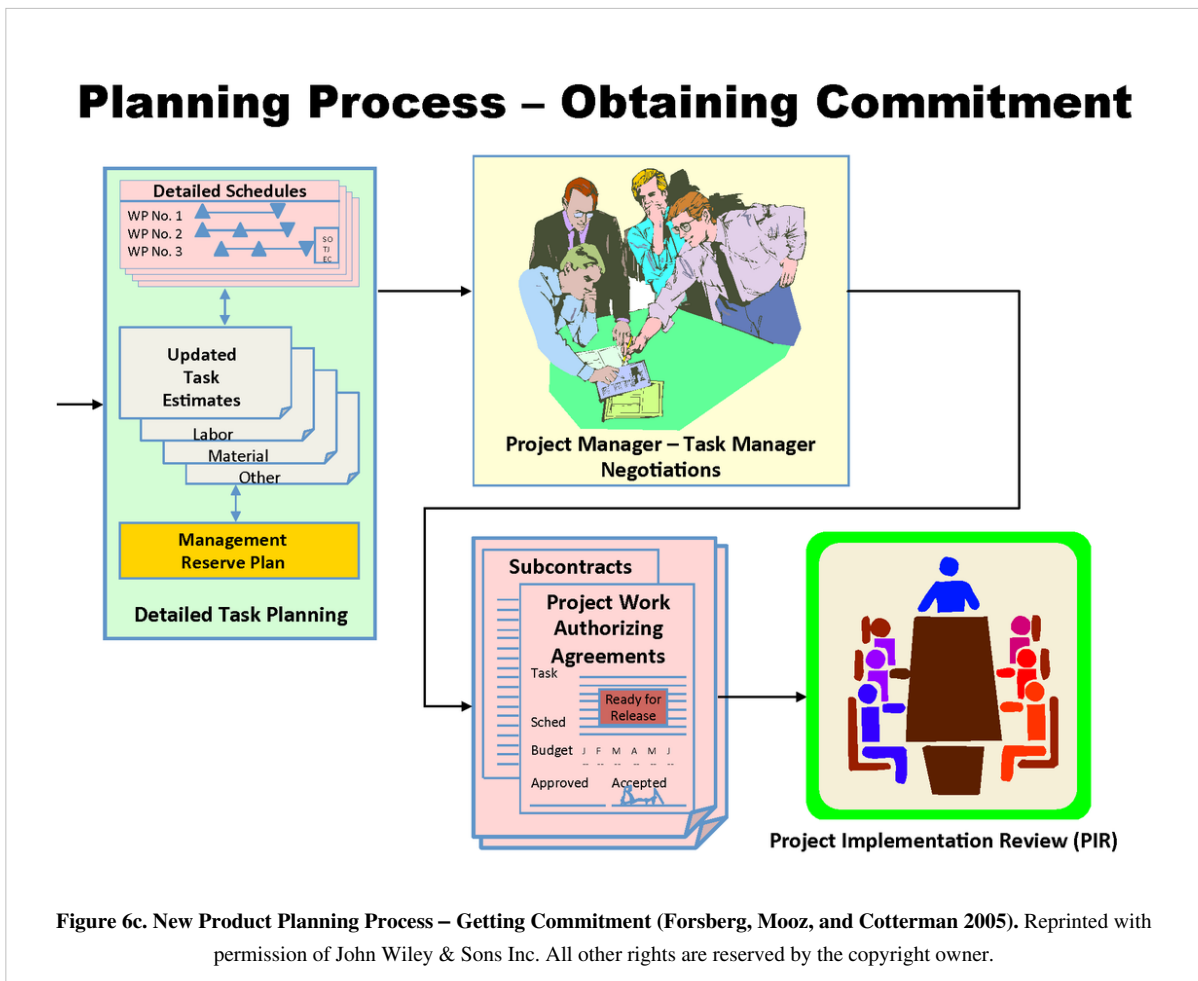 Planning Process – Obtaining Commitment
Detailed Schedules
WP No. 1
WP No. 2
WP No. 3
SO
TJ
EC
Updated
Task
Estimates
Labor
Material
Other
Management
Reserve Plan
Detailed Task Planning
Project Manager – Task Manager
Negotiations
Subcontracts
Project Work
Authorizing
Agreements
Task
Ready for
Release
Sched
Budget J F M A M J
-- -- -- -- -- --
Approved Accepted
Project Implementation Review (PIR)
Figure 6c. New Product Planning Process – Getting Commitment (Forsberg, Mooz, and Cotterman 2005). Reprinted with
permission of John Wiley & Sons Inc. All other rights are reserved by the copyright owner.